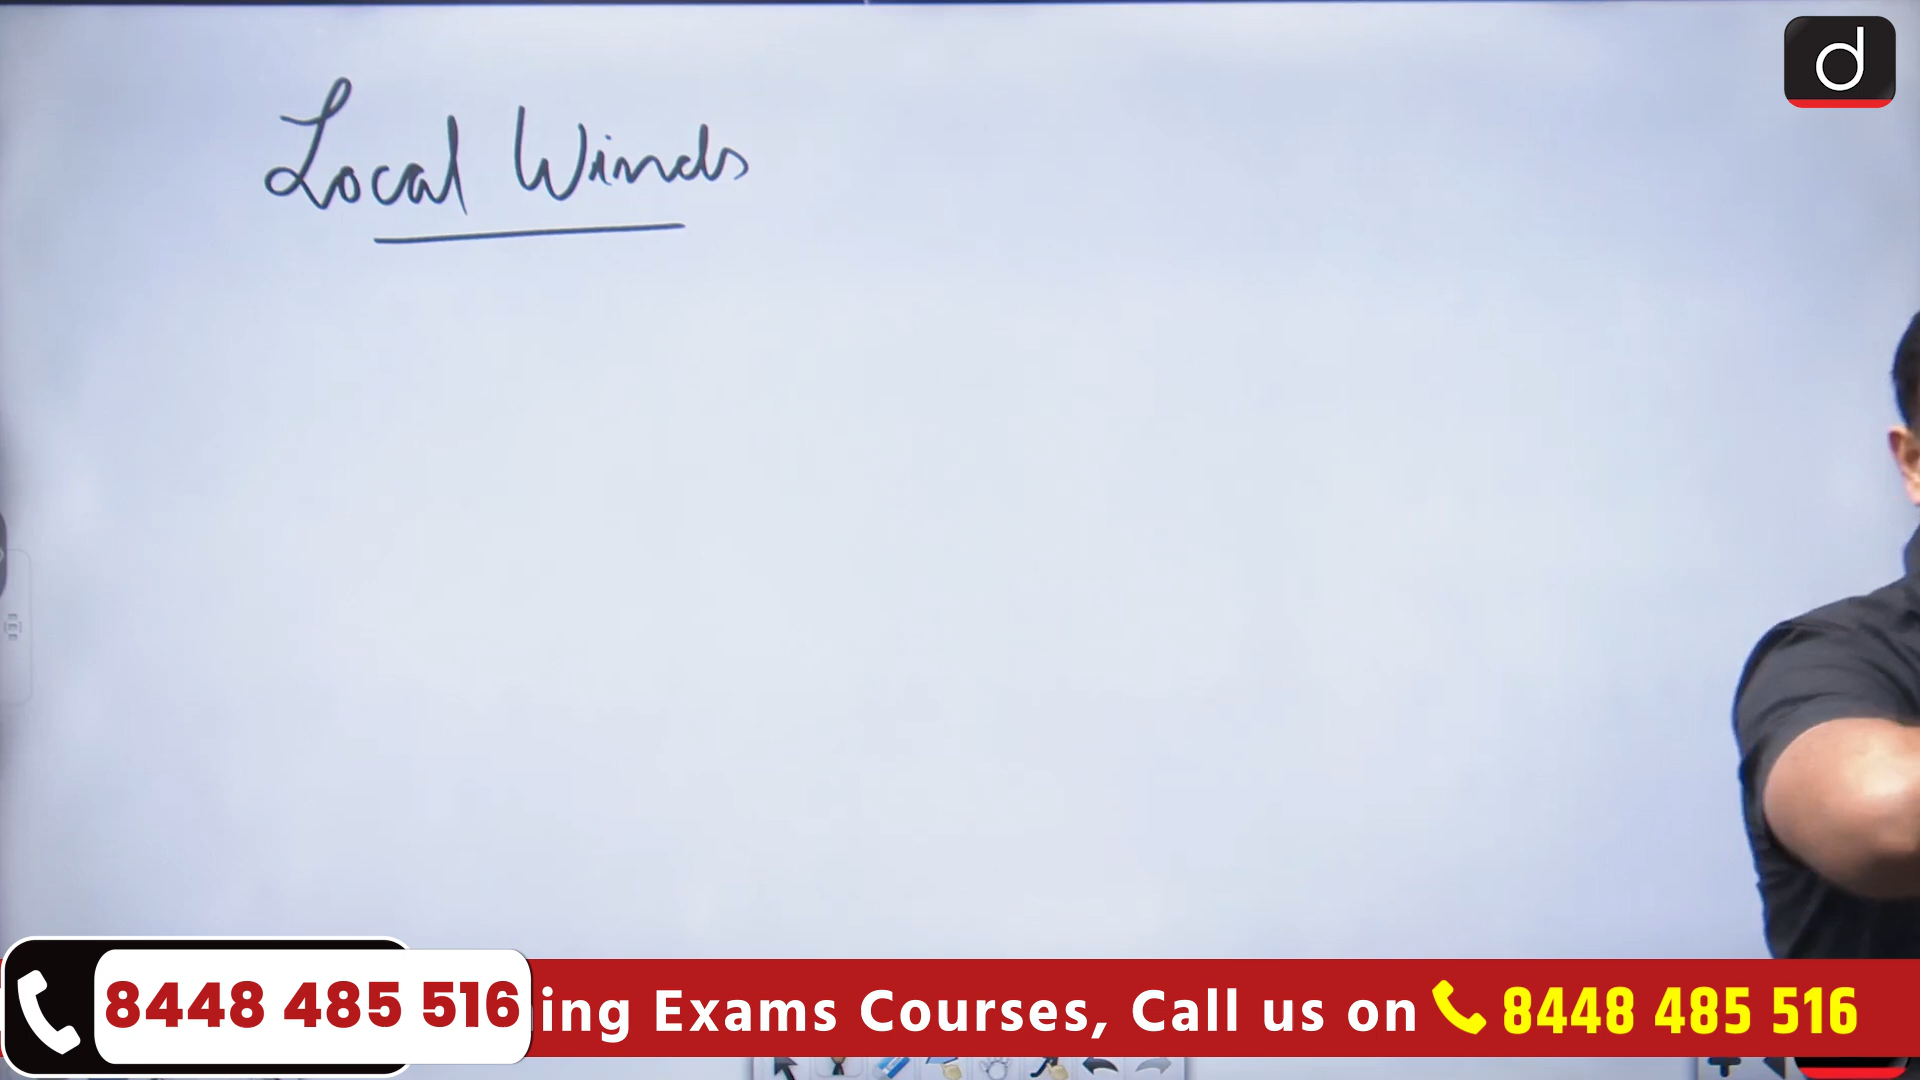 Local Winds
d
8448 485 516
ing Exams Courses, Call us on 8448 485 516